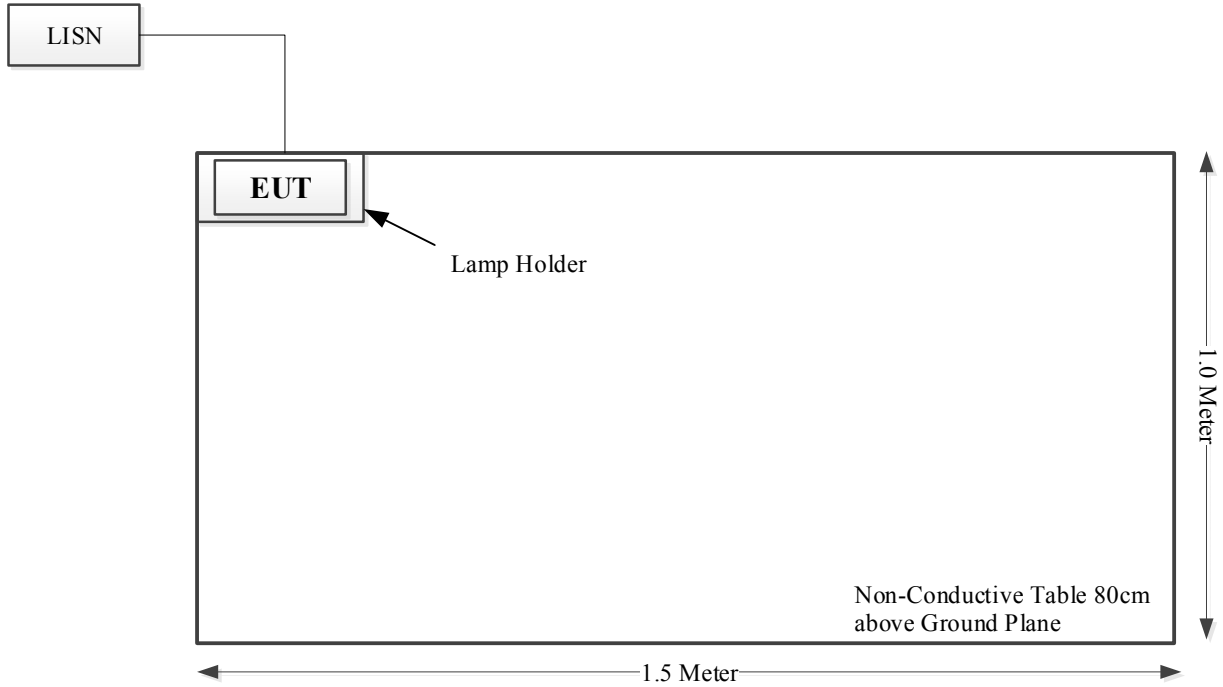 LISN
EUT
Lamp Holder
1.0 Meter
Non-Conductive Table 80cm
above Ground Plane
1.5 Meter